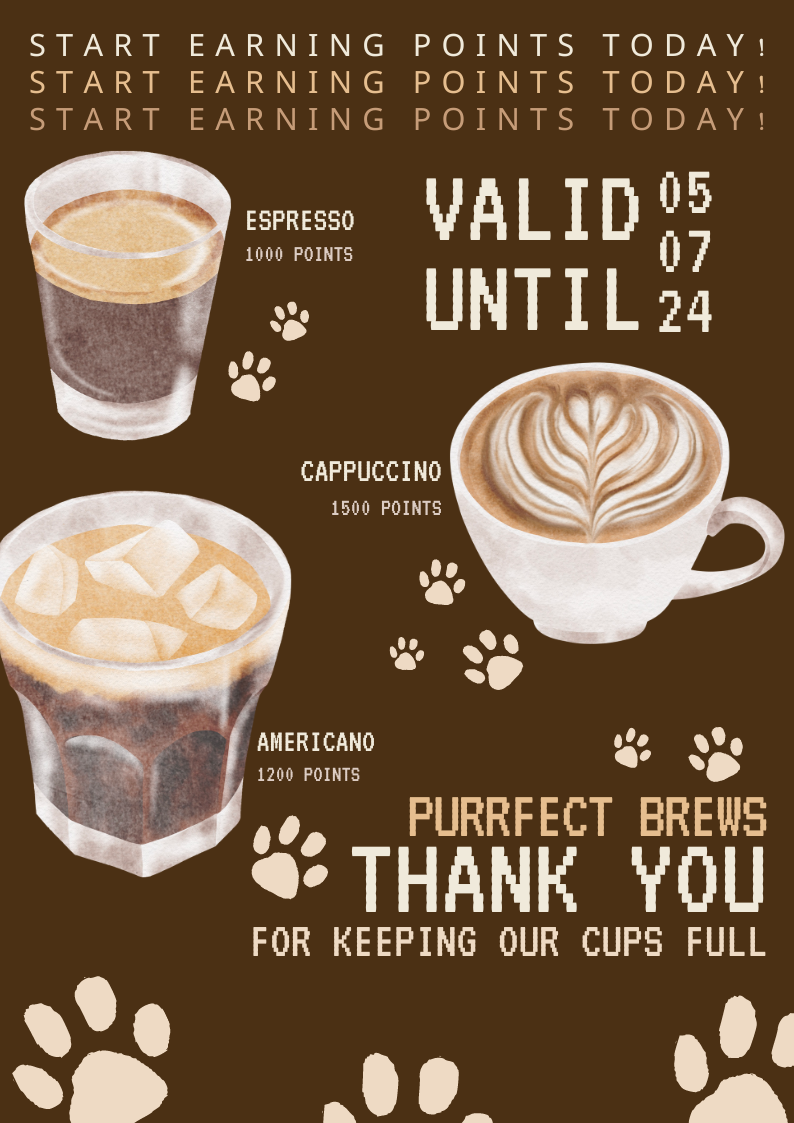 START EARNING POINTS TODAY!
START EARNING POINTS TODAY!
START EARNING POINTS TODAY!
ESPRESSO
1000 POINTS
VALID
UNTIL
05
07
24
CAPPUCCINO
1500 POINTS
AMERICANO
1200 POINTS
PURRFECT BREWS
THANK YOU
FOR KEEPING OUR CUPS FULL